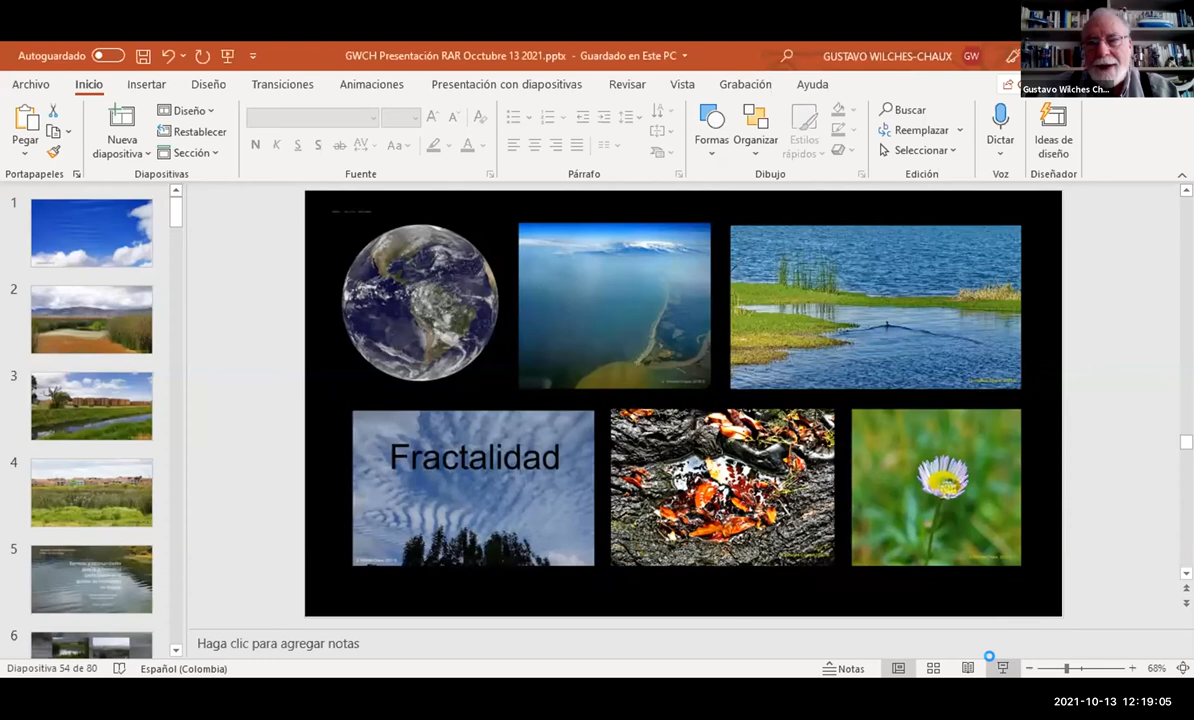 Autoguardado
GWCH Presentación RAR Occtubre 13 2021.pptx - Guardado en Este PC
GUSTAVO WILCHES-CHAUX GW
Gustavo Wilches Ch...
Archivo Inicio Insertar Diseño Transiciones Animaciones Presentación con diapositivas Revisar Vista Grabación Ayuda
Pegar
Nueva diapositiva
Diseño
Restablecer
Sección
N K S S ab AV Aa A
Formas
Organizar
Estilos rápidos
Buscar
Reemplazar
Seleccionar
Dictar
Ideas de diseño
Portapapeles Diapositivas Fuente Párrafo Dibujo Edición Voz Diseñador
1
2
3
4
5
6
Fractalidad
Haga clic para agregar notas
Diapositiva 54 de 80 Español (Colombia) Notas 68%
2021-10-13 12:19:05